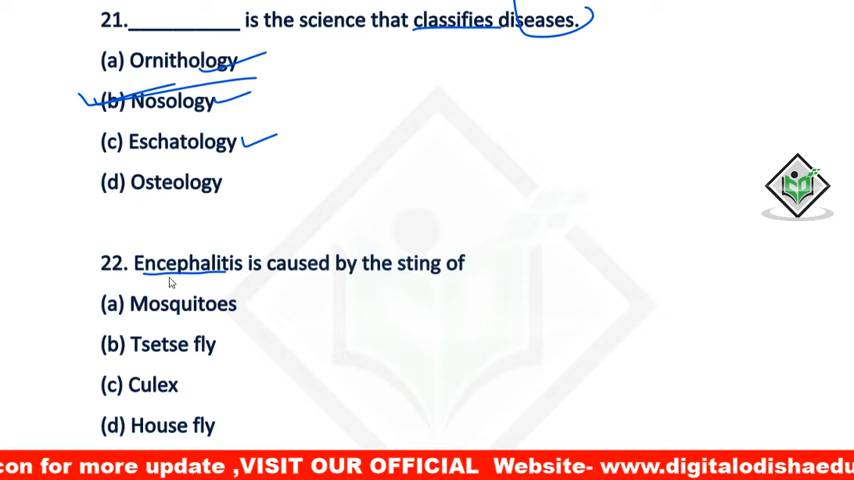 21.__________ is the science that classifies diseases.
(a) Ornithology
(b) Nosology
(c) Eschatology
(d) Osteology
22. Encephalitis is caused by the sting of
(a) Mosquitoes
(b) Tsetse fly
(c) Culex
(d) House fly
con for more update ,VISIT OUR OFFICIAL Website- www.digitalodishaedu